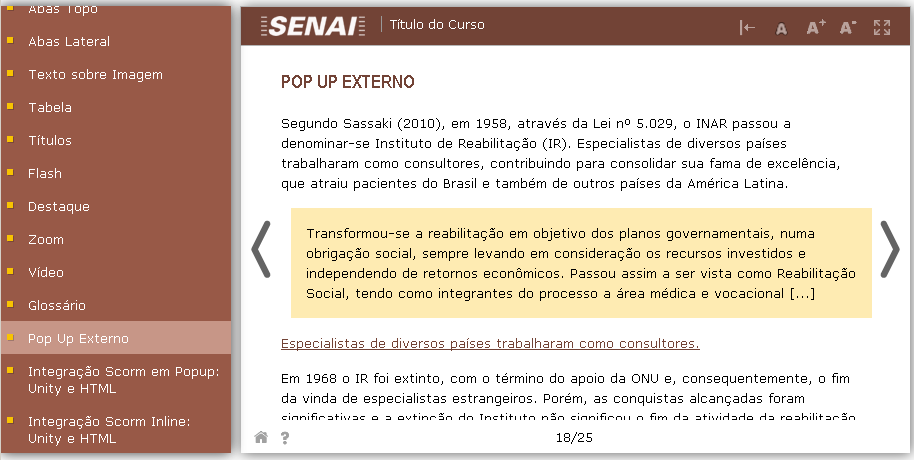 Abas Topo
Abas Lateral
Texto sobre Imagem
Tabela
Títulos
Flash
Destaque
Zoom
Vídeo
Glossário
Pop Up Externo
Integração Scorm em Popup:
Unity e HTML
Integração Scorm Inline:
Unity e HTML
SENAI
Título do Curso
A A+ A-
POP UP EXTERNO
Segundo Sassaki (2010), em 1958, através da Lei nº 5.029, o INAR passou a
denominar-se Instituto de Reabilitação (IR). Especialistas de diversos países
trabalharam como consultores, contribuindo para consolidar sua fama de excelência,
que atraiu pacientes do Brasil e também de outros países da América Latina.
Transformou-se a reabilitação em objetivo dos planos governamentais, numa
obrigação social, sempre levando em consideração os recursos investidos e
independendo de retornos econômicos. Passou assim a ser vista como Reabilitação
Social, tendo como integrantes do processo a área médica e vocacional [...]
Especialistas de diversos países trabalharam como consultores.
Em 1968 o IR foi extinto, com o término do apoio da ONU e, consequentemente, o fim
da vinda de especialistas estrangeiros. Porém, as conquistas alcançadas foram
significativas e a extinção do Instituto não significou o fim da atividade da reabilitação
?
18/25